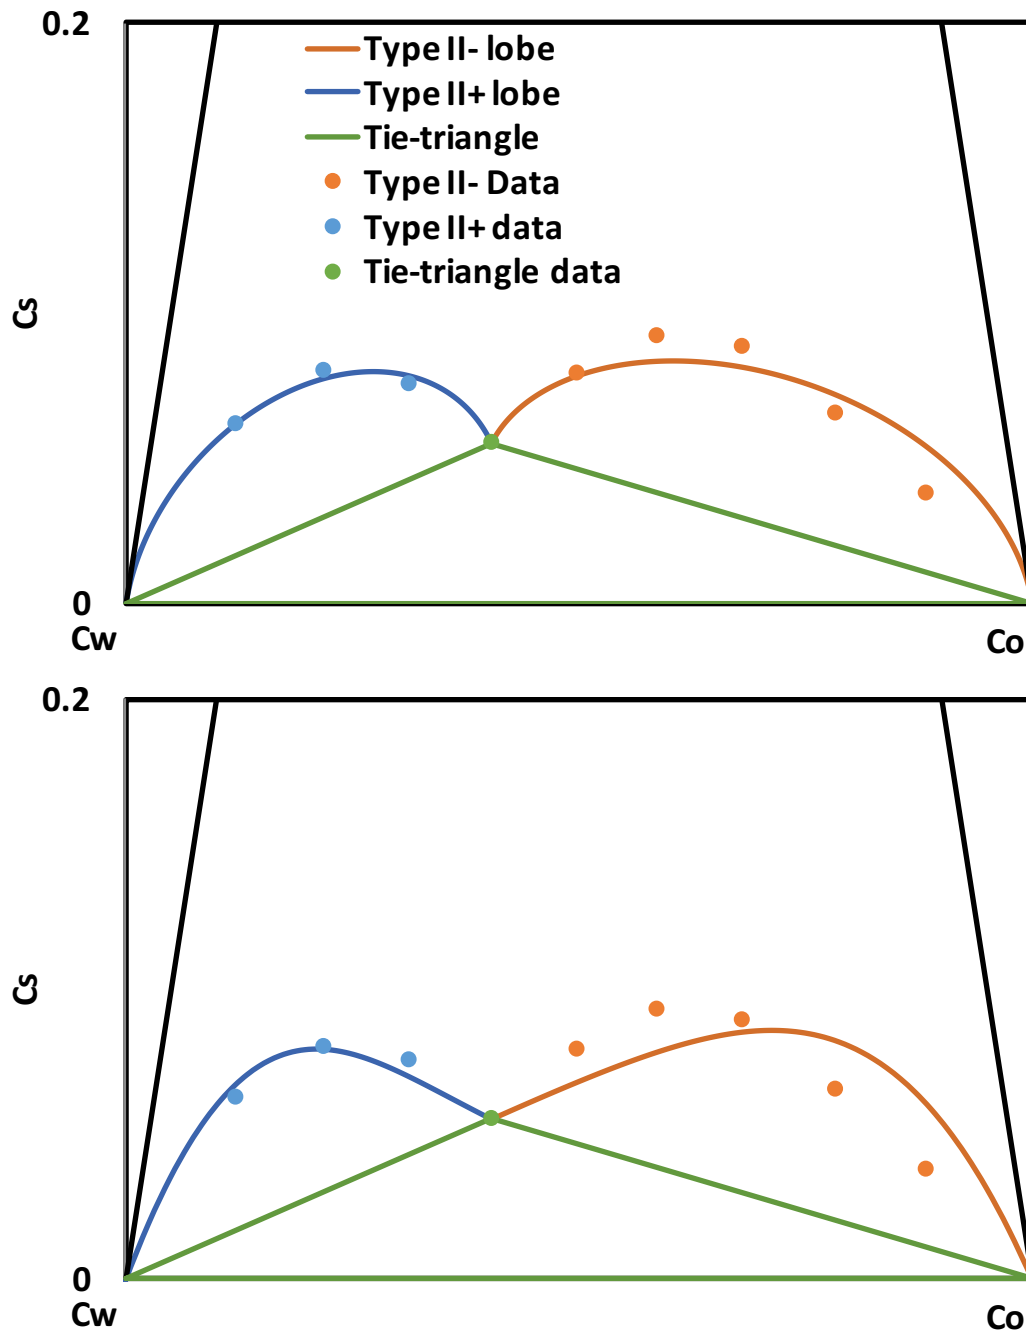 0.2
Type II- lobe
Type II+ lobe
Tie-triangle
Type II- Data
Type II+ data
Tie-triangle data
Cs
0
Cw
Co
0.2
Cs
0
Cw
Co